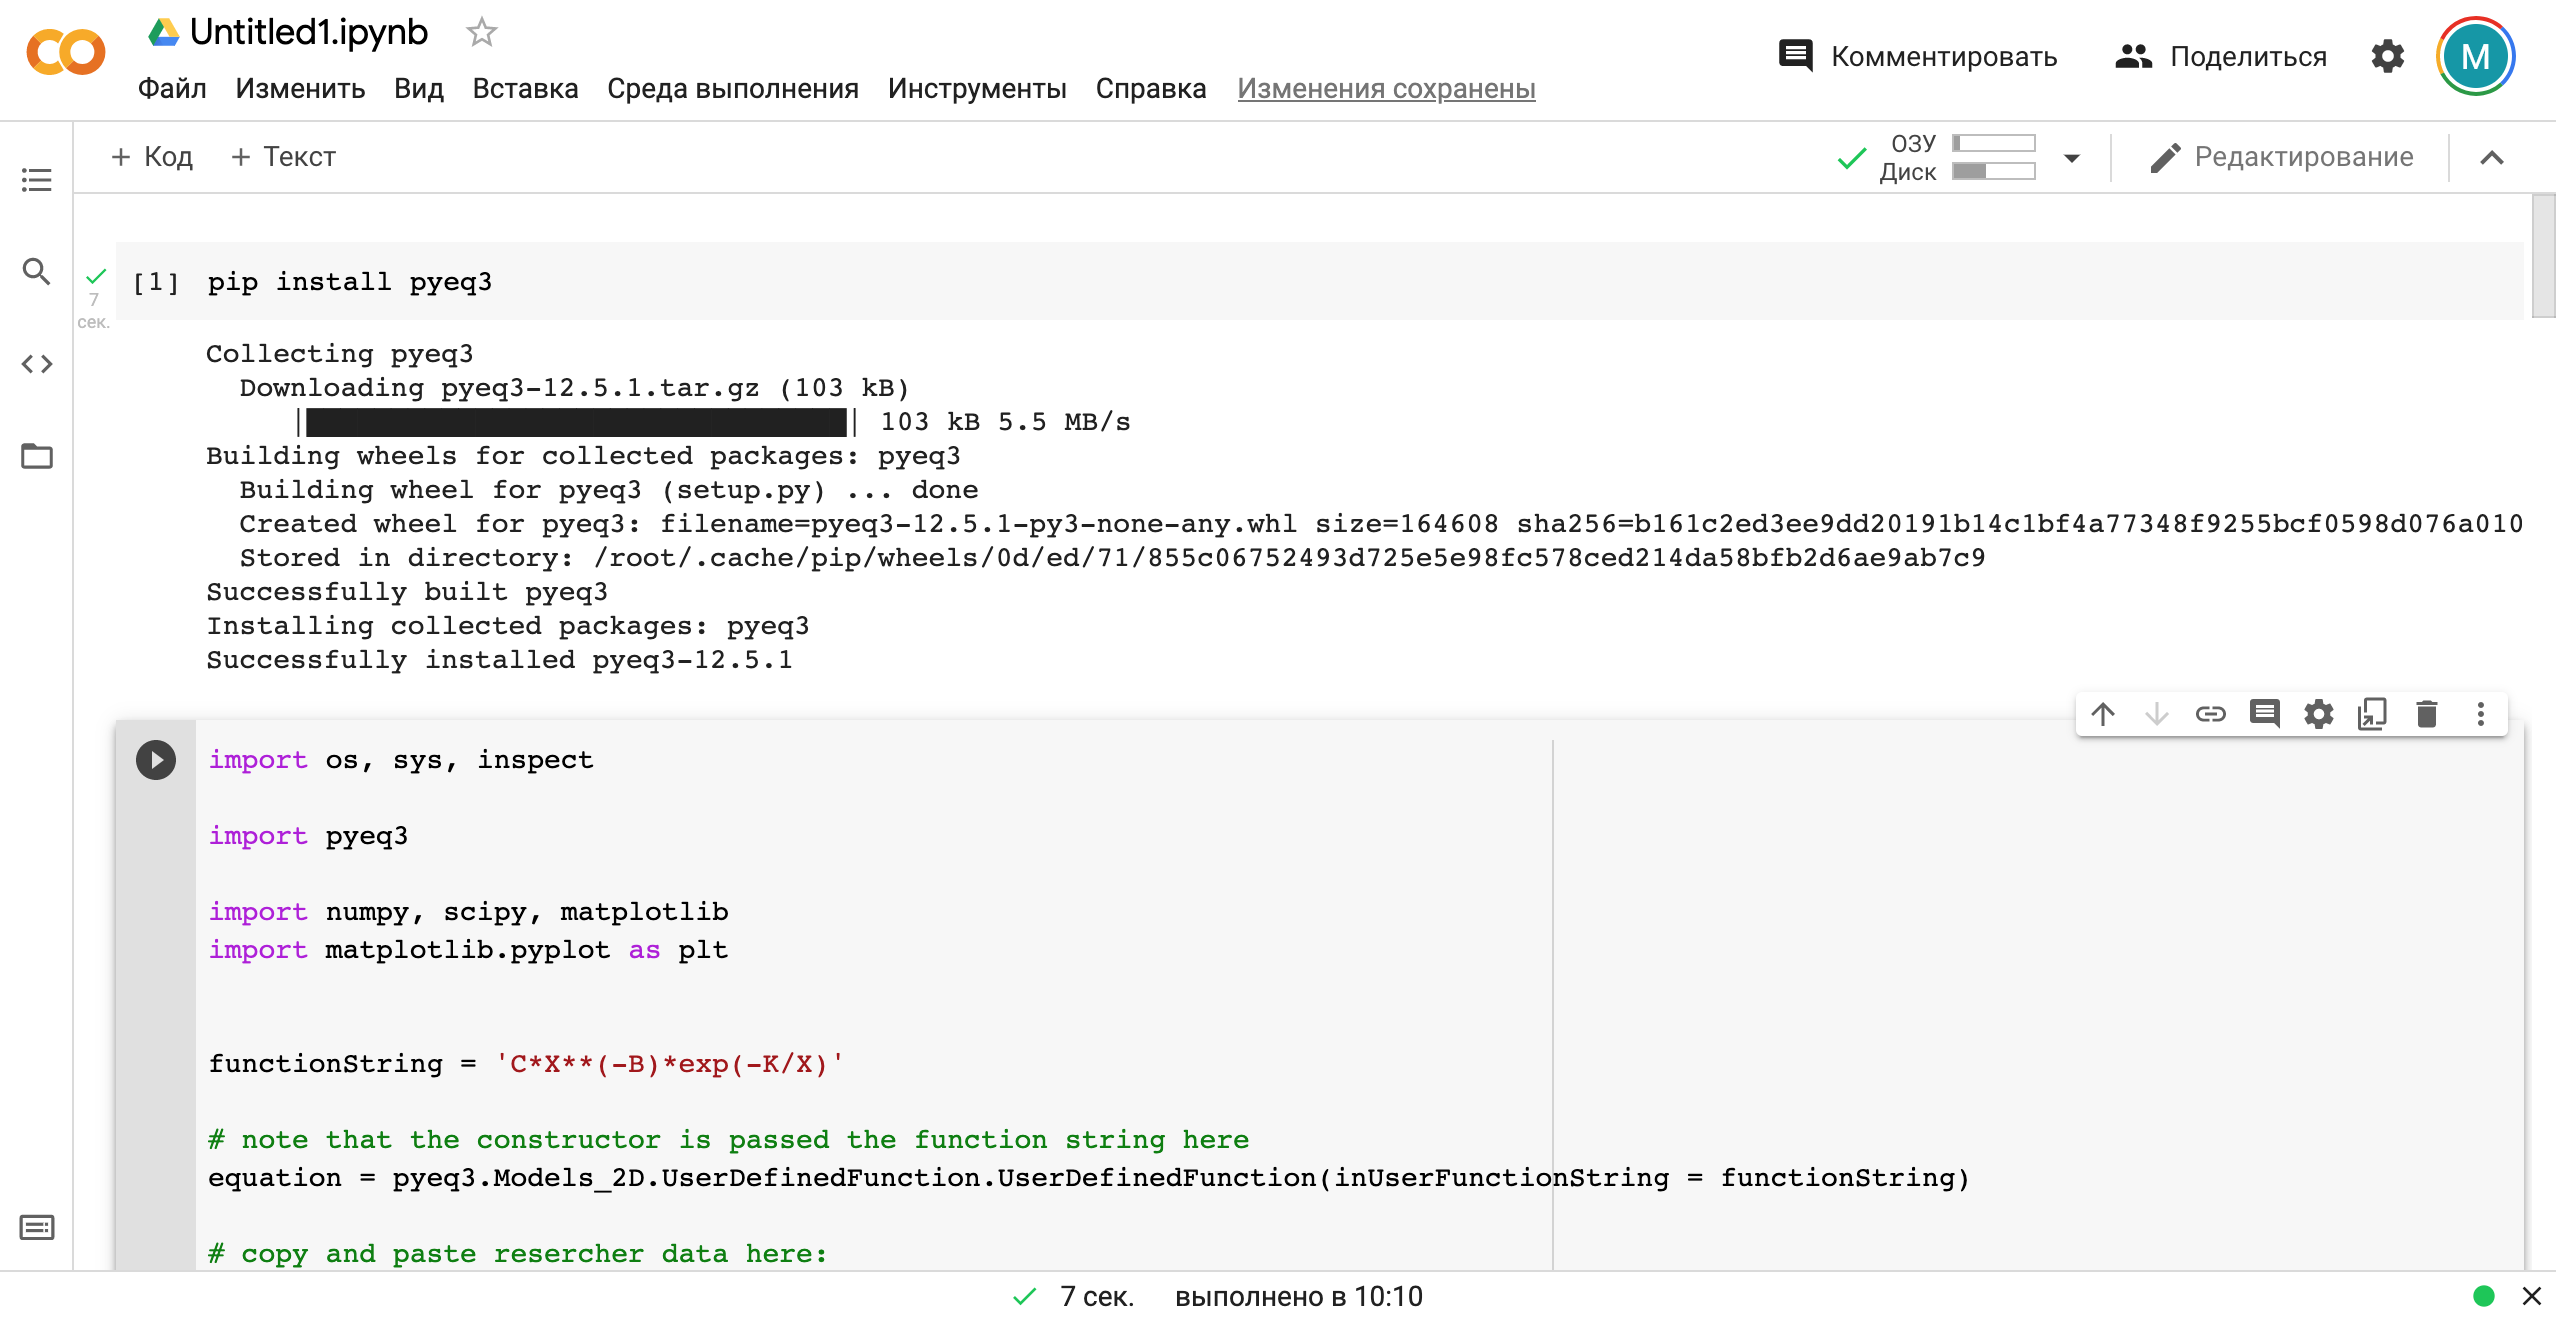 Untitled1.ipynb
Комментировать
Поделиться
M
Файл Изменить Вид Вставка Среда выполнения Инструменты Справка Изменения сохранены
+ Код + Текст
ОЗУ
Диск
Редактирование
7
сек.
[1] pip install pyeq3
Collecting pyeq3
Downloading pyeq3-12.5.1.tar.gz (103 kB)
|████████████████████████████████| 103 kB 5.5 MB/s
Building wheels for collected packages: pyeq3
Building wheel for pyeq3 (setup.py) ... done
Created wheel for pyeq3: filename=pyeq3-12.5.1-py3-none-any.whl size=164608 sha256=b161c2ed3ee9dd20191b14c1bf4a77348f9255bcf0598d076a010
Stored in directory: /root/.cache/pip/wheels/0d/ed/71/855c06752493d725e5e98fc578ced214da58bfb2d6ae9ab7c9
Successfully built pyeq3
Installing collected packages: pyeq3
Successfully installed pyeq3-12.5.1
import os, sys, inspect
import pyeq3
import numpy, scipy, matplotlib
import matplotlib.pyplot as plt
functionString = 'C*X**(-B)*exp(-K/X)'
# note that the constructor is passed the function string here
equation = pyeq3.Models_2D.UserDefinedFunction.UserDefinedFunction(inUserFunctionString = functionString)
# copy and paste resercher data here:
7 сек. выполнено в 10:10